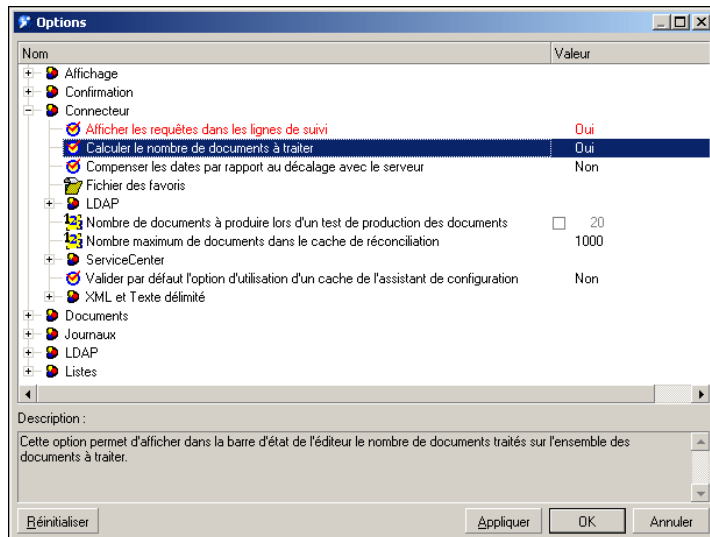 Options
Nom Valeur
Affichage
Confirmation
Connecteur
Afficher les requêtes dans les lignes de suivi Oui
Calculer le nombre de documents à traiter Oui
Compenser les dates par rapport au décalage avec le serveur Non
Fichier des favoris
LDAP
Nombre de documents à produire lors d'un test de production des documents 20
Nombre maximum de documents dans le cache de réconciliation 1000
ServiceCenter
Valider par défaut l'option d'utilisation d'un cache de l'assistant de configuration Non
XML et Texte délimité
Documents
Journaux
LDAP
Listes
Description :
Cette option permet d'afficher dans la barre d'état de l'éditeur le nombre de documents traités sur l'ensemble des
documents à traiter.
Réinitialiser Appliquer OK Annuler